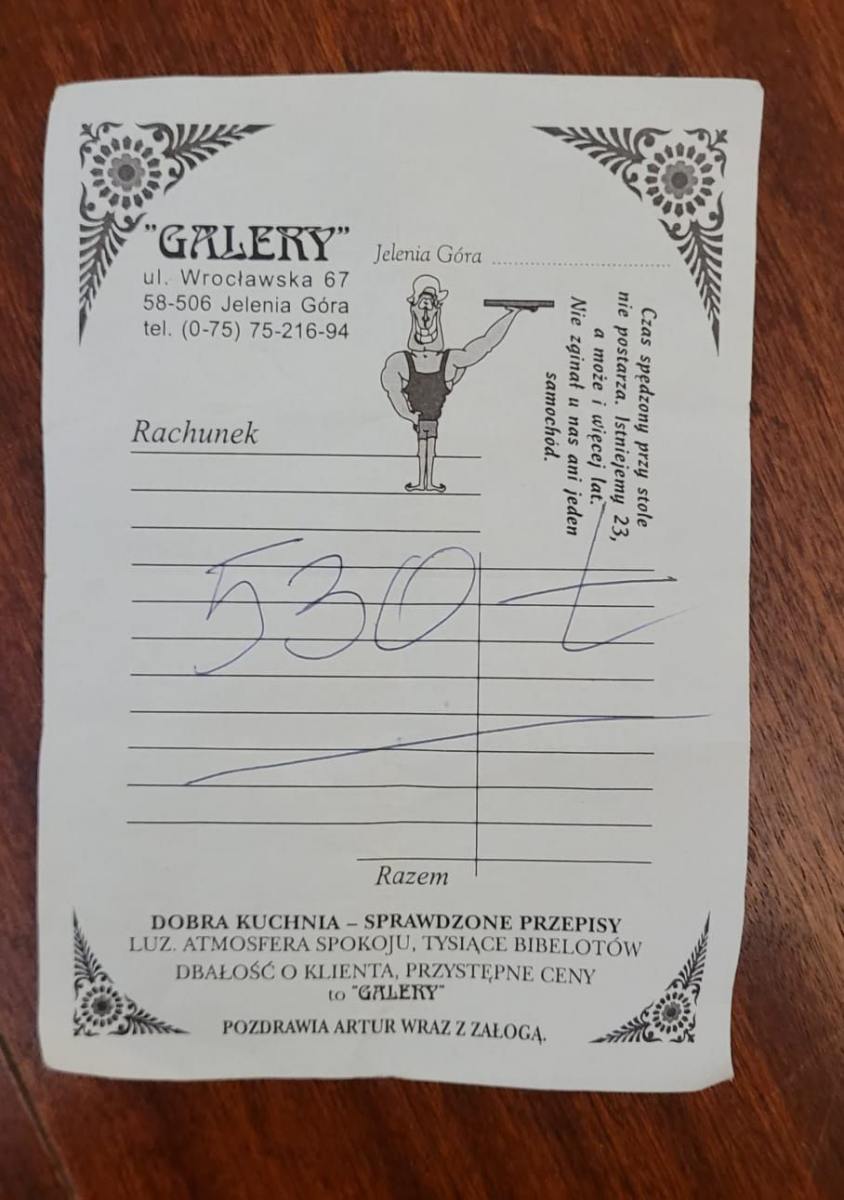 "GALERY"
ul. Wrocławska 67
58-506 Jelenia Góra
tel. (0-75) 75-216-94
Jelenia Góra
Czas spędzony przy stole
nie postarza. Istniejemy 23,
a może i więcej lat.
Nie zginał u nas ani jeden
samochód.
Rachunek
530 ł
Razem
DOBRA KUCHNIA – SPRAWDZONE PRZEPISY
LUZ. ATMOSFERA SPOKOJU, TYSIĄCE BIBELOTÓW
DBAŁOŚĆ O KLIENTA, PRZYSTĘPNE CENY
to "GALERY"
POZDRAWIA ARTUR WRAZ Z ZAŁOGĄ.